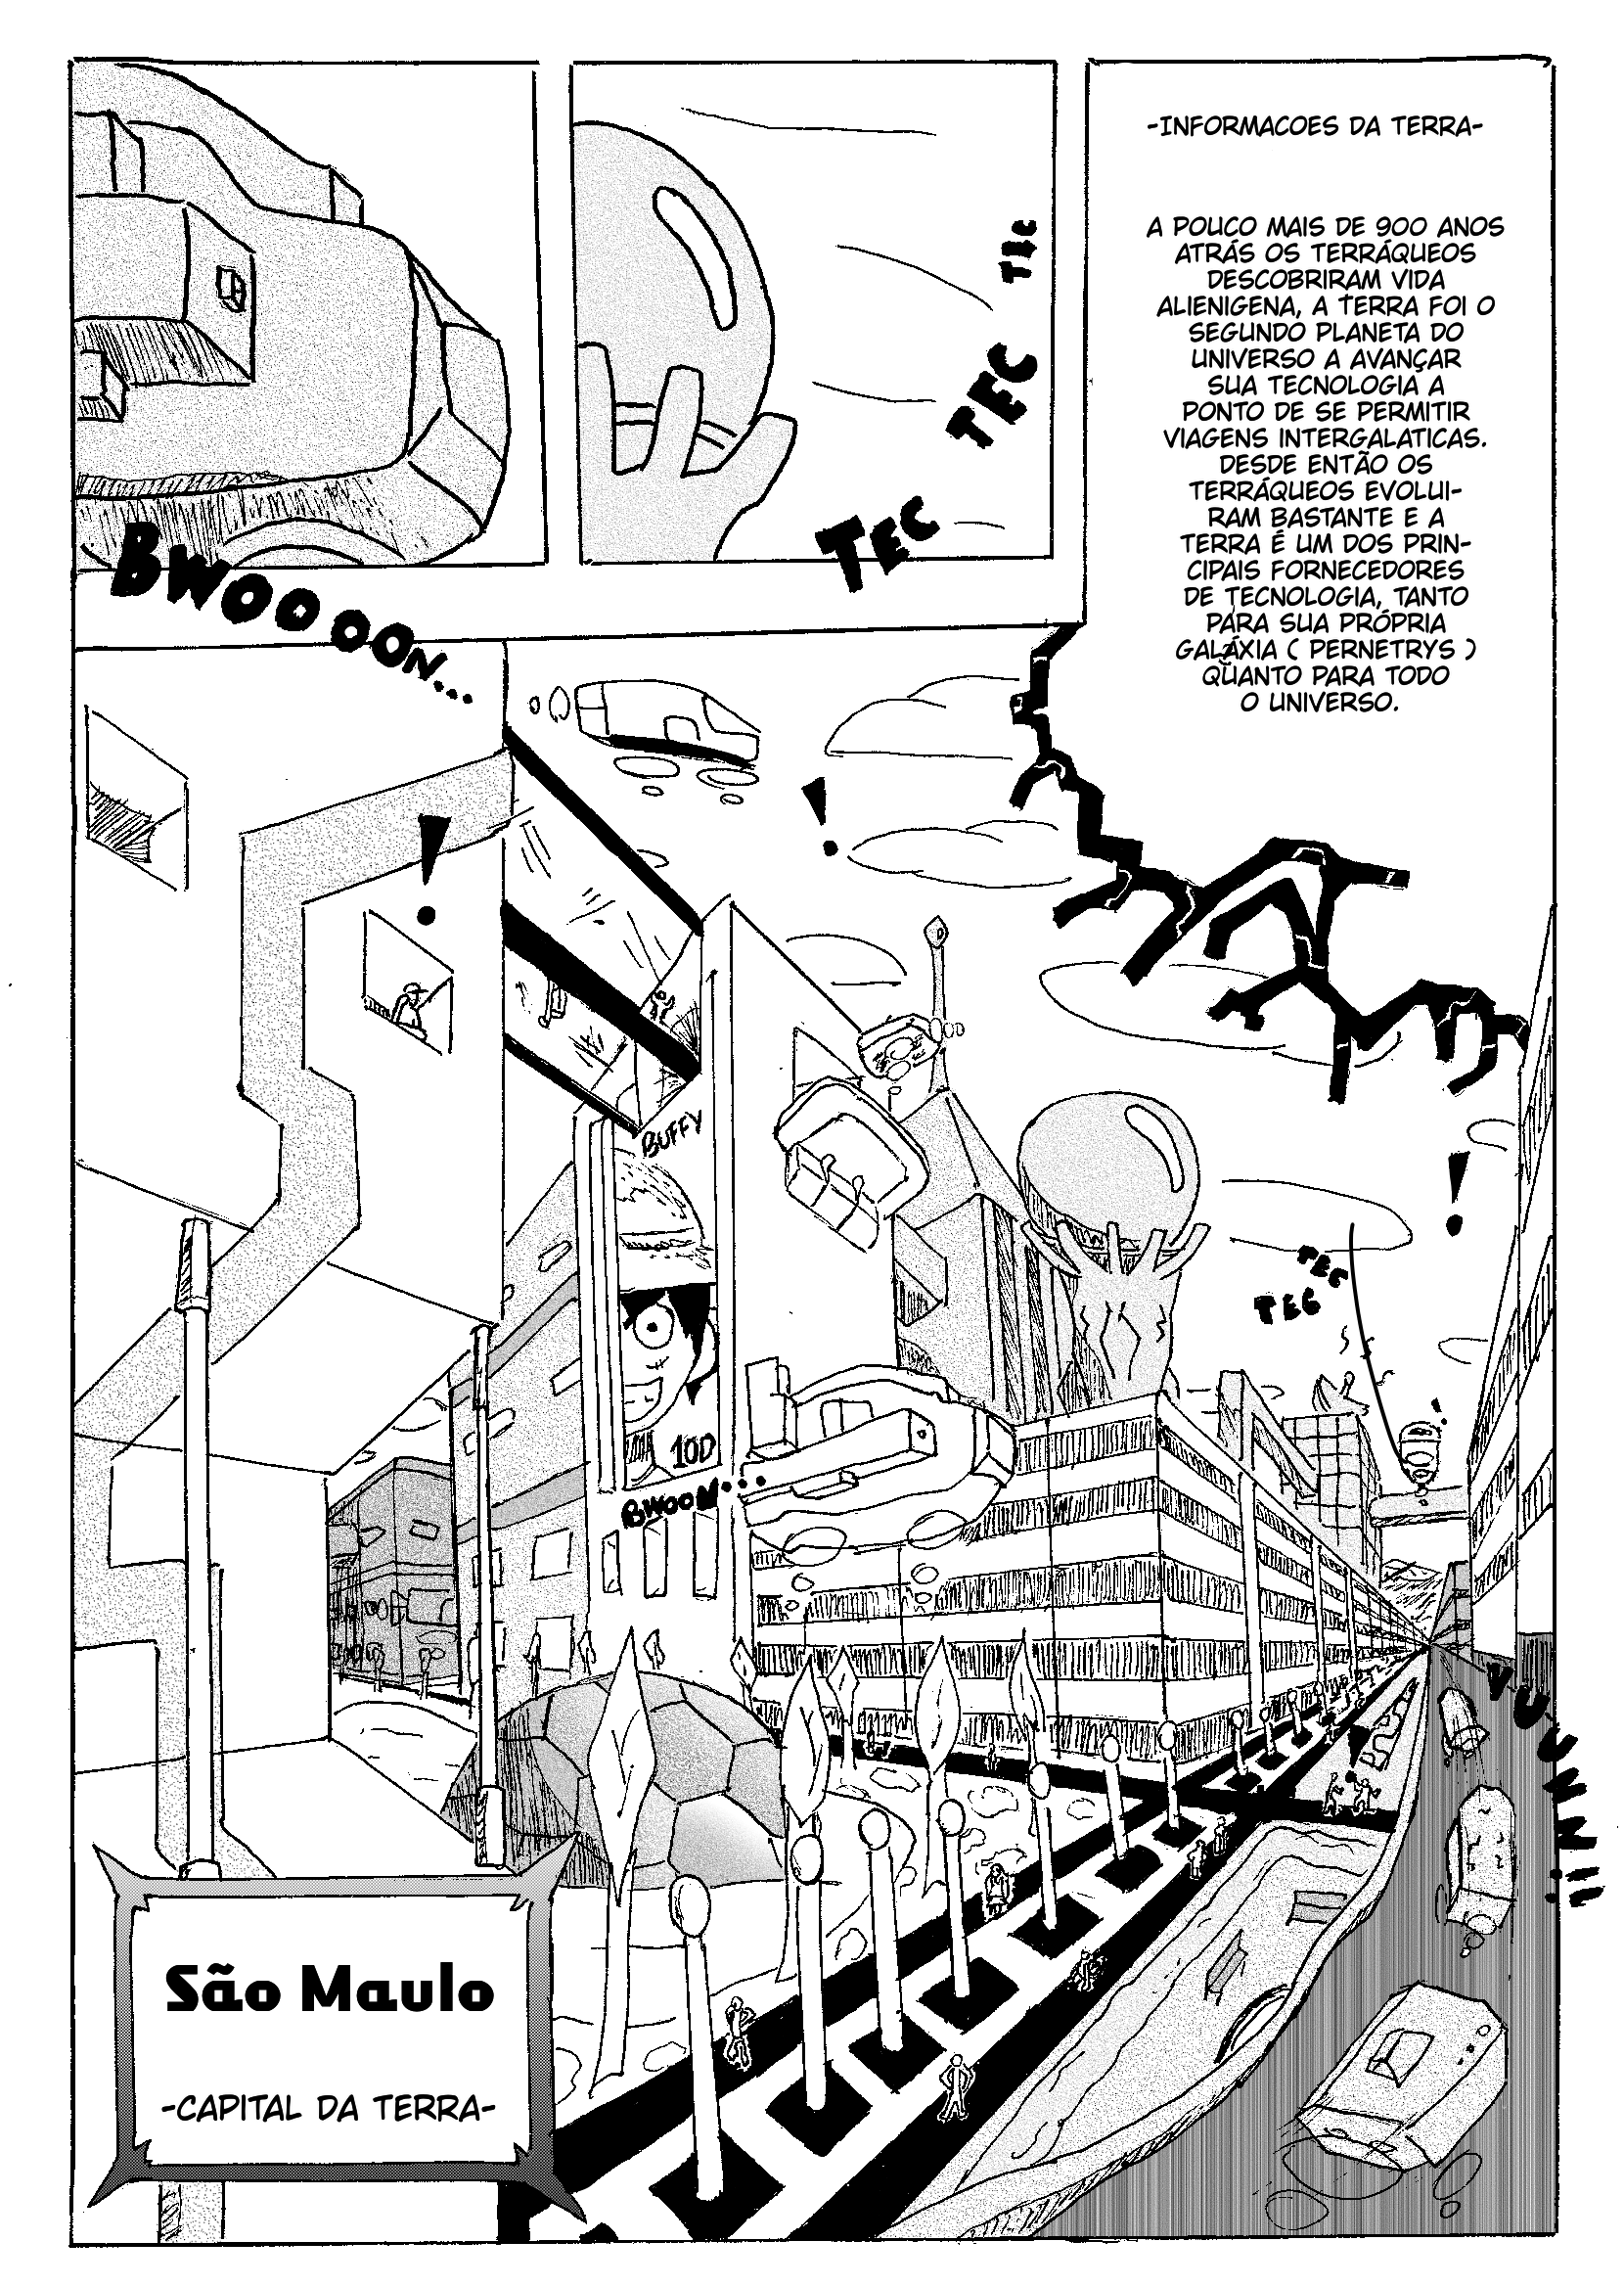 -INFORMACOES DA TERRA-
A POUCO MAIS DE 900 ANOS
ATRÁS OS TERRÁQUEOS
DESCOBRIRAM VIDA
ALIENIGENA, A TERRA FOI O
SEGUNDO PLANETA DO
UNIVERSO A AVANÇAR
SUA TECNOLOGIA A
PONTO DE SE PERMITIR
VIAGENS INTERGALATICAS.
DESDE ENTÃO OS
TERRÁQUEOS EVOLUI-
RAM BASTANTE E A
TERRA É UM DOS PRIN-
CIPAIS FORNECEDORES
DE TECNOLOGIA, TANTO
PARA SUA PRÓPRIA
GALÁXIA ( PERNETRYS )
QUANTO PARA TODO
O UNIVERSO.
BWOOOON...
TEC
TEC
TEC
!
!
BUFFY
!
TEC
TEC
100
BWOON...
VUUUNN!!
São Maulo
-CAPITAL DA TERRA-